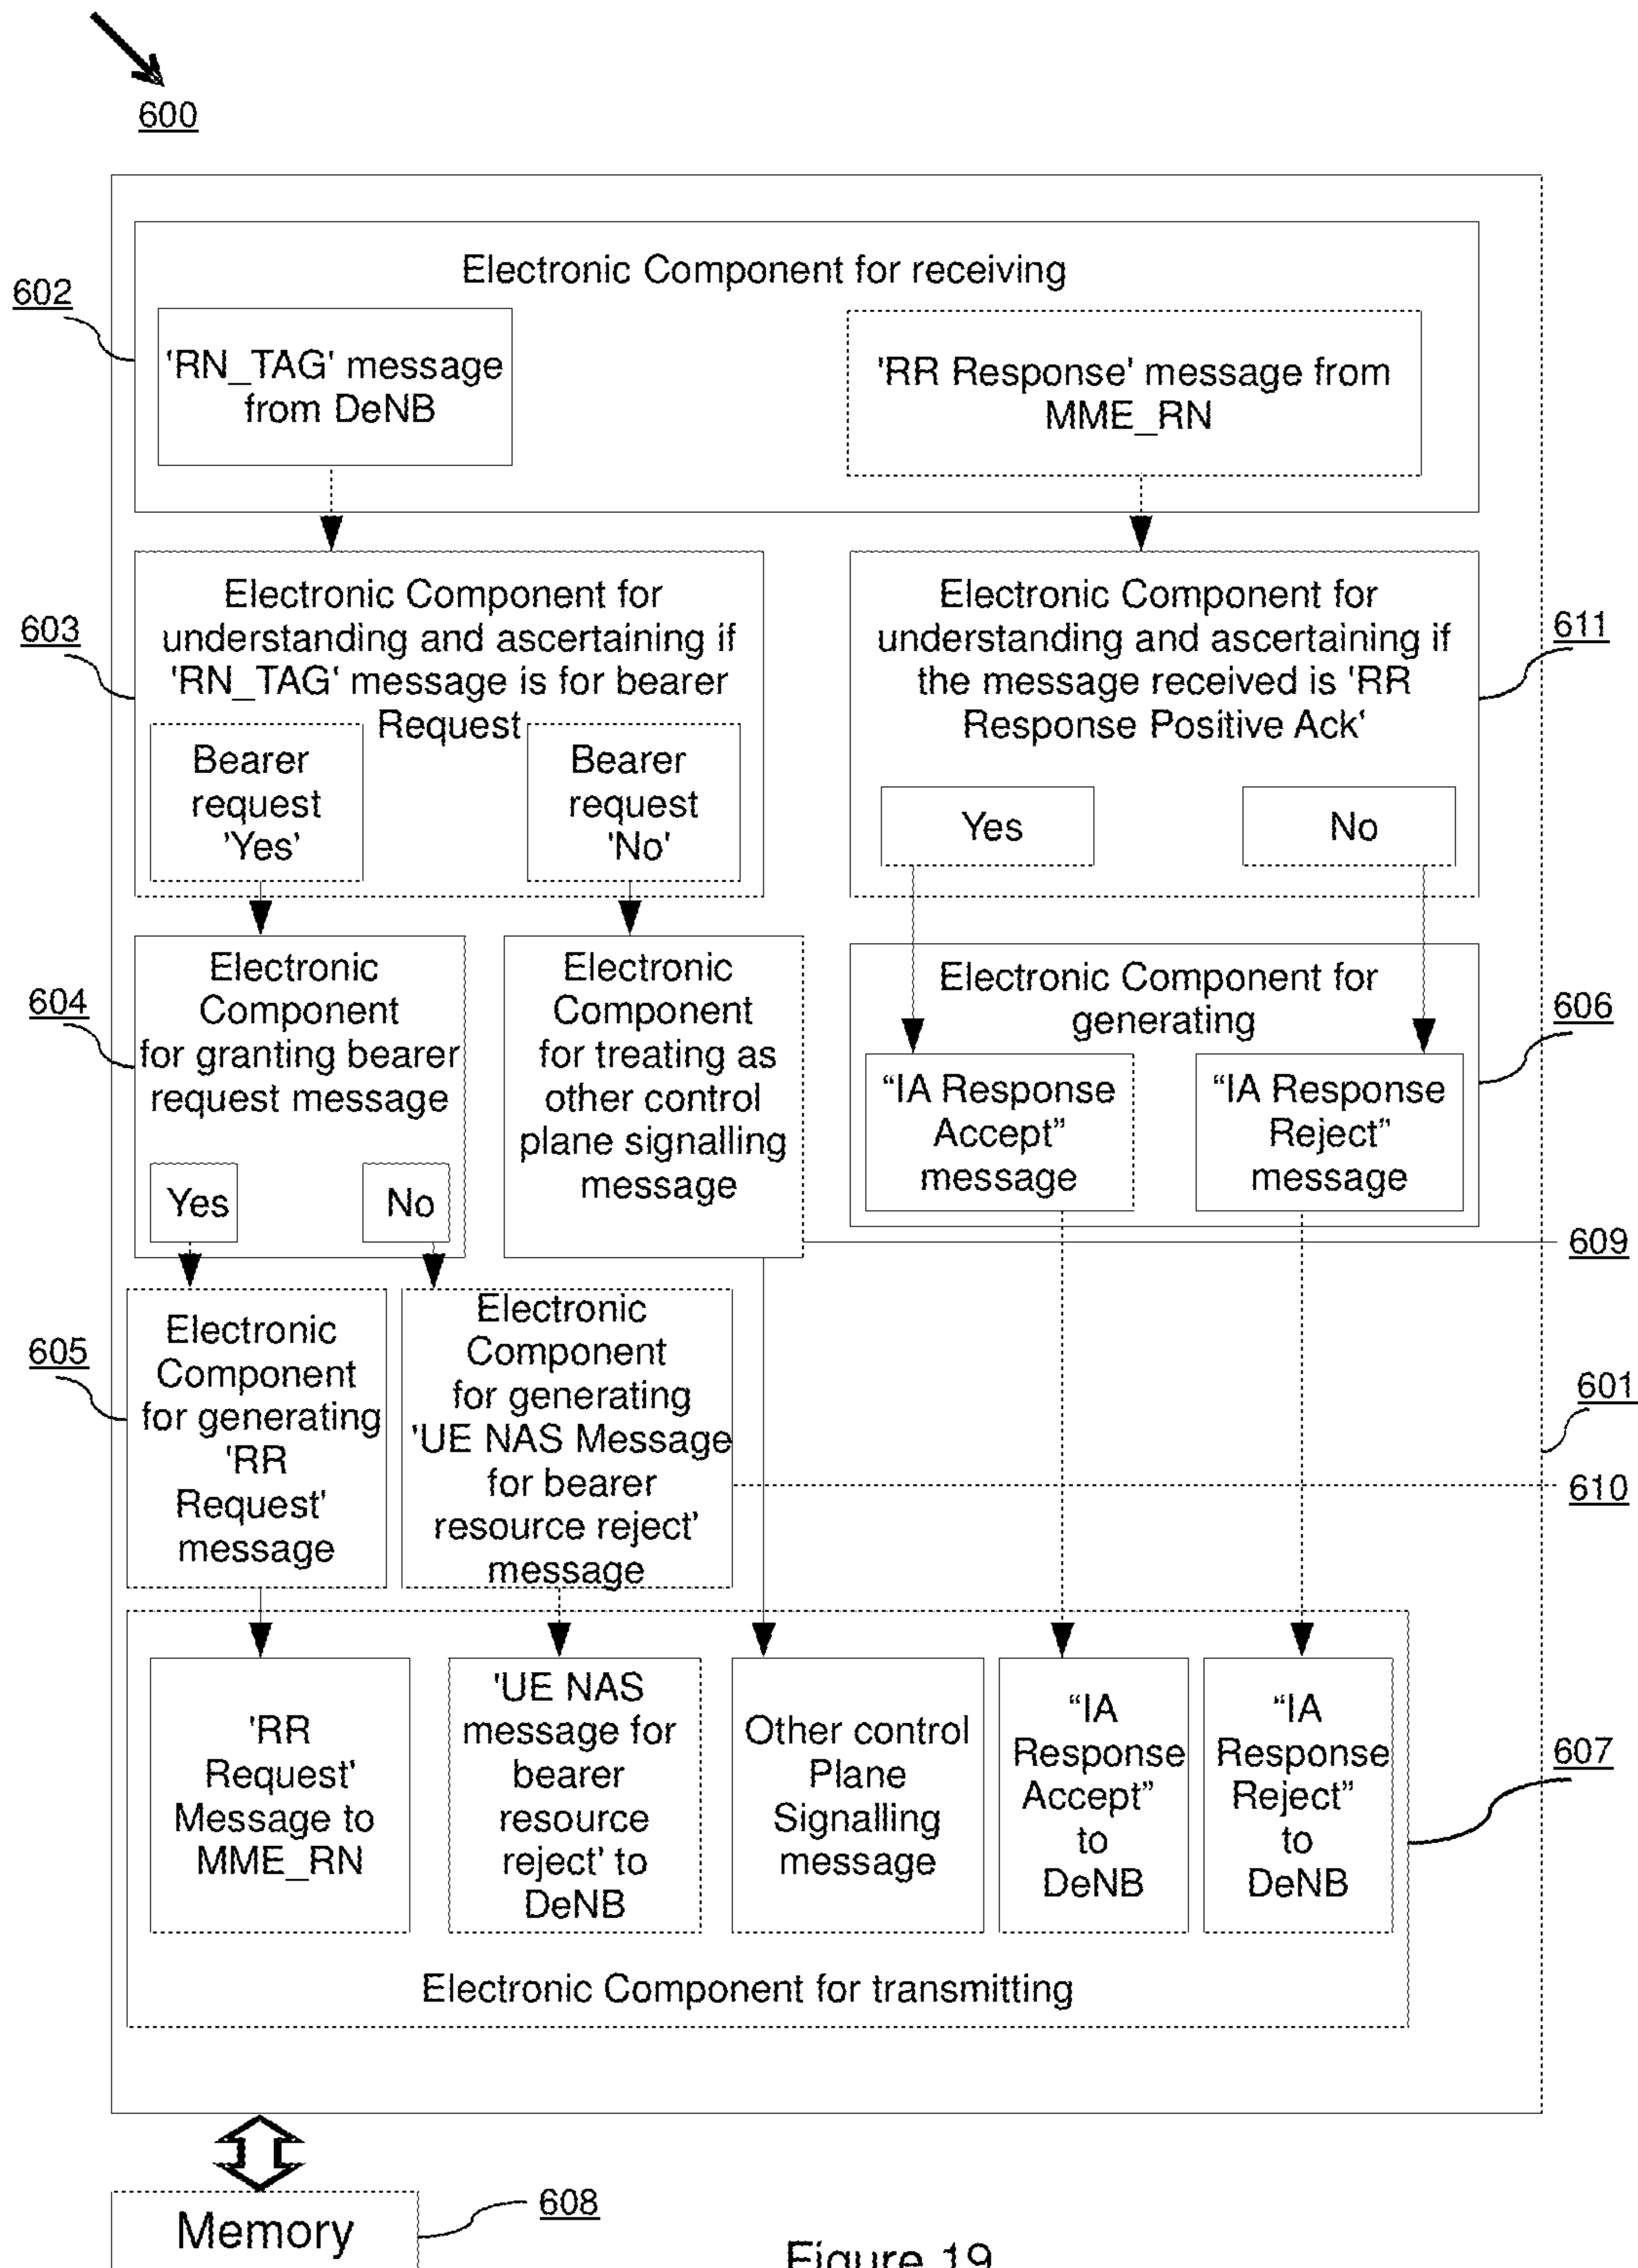 600
Electronic Component for receiving
602
'RN_TAG' message
from DeNB
'RR Response' message from
MME_RN
603
Electronic Component for
understanding and ascertaining if
'RN_TAG' message is for bearer
Request
Bearer
request
'Yes'
Bearer
request
'No'
Electronic Component for
understanding and ascertaining if
the message received is 'RR
Response Positive Ack'
611
Yes
No
604
Electronic
Component
for granting bearer
request message
Yes
No
Electronic
Component
for treating as
other control
plane signalling
message
Electronic Component for
generating
606
“IA Response
Accept”
message
“IA Response
Reject”
message
609
605
Electronic
Component
for generating
'RR
Request'
message
Electronic
Component
for generating
'UE NAS Message
for bearer
resource reject'
message
601
610
'RR
Request'
Message to
MME_RN
'UE NAS
message for
bearer
resource
reject' to
DeNB
Other control
Plane
Signalling
message
“IA
Response
Accept”
to
DeNB
“IA
Response
Reject”
to
DeNB
607
Electronic Component for transmitting
608
Memory
Figure 19